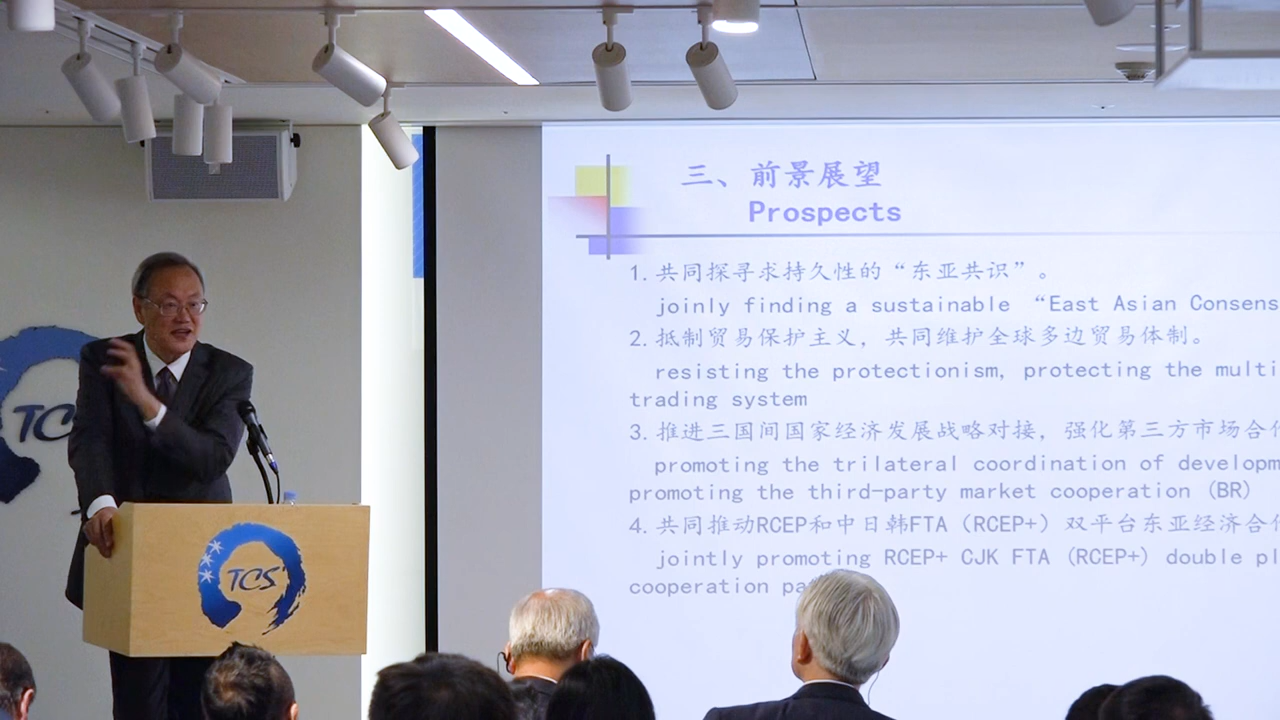 TCS
TCS
三、前景展望
Prospects
1. 共同探寻求持久性的“东亚共识”。
joinly finding a sustainable “East Asian Consens
2. 抵制贸易保护主义，共同维护全球多边贸易体制。
resisting the protectionism, protecting the multi
trading system
3. 推进三国间国家经济发展战略对接，强化第三方市场合作
promoting the trilateral coordination of developm
promoting the third-party market cooperation (BR)
4. 共同推动RCEP和中日韩FTA（RCEP+）双平台东亚经济合作
jointly promoting RCEP+ CJK FTA (RCEP+) double pl
cooperation pa